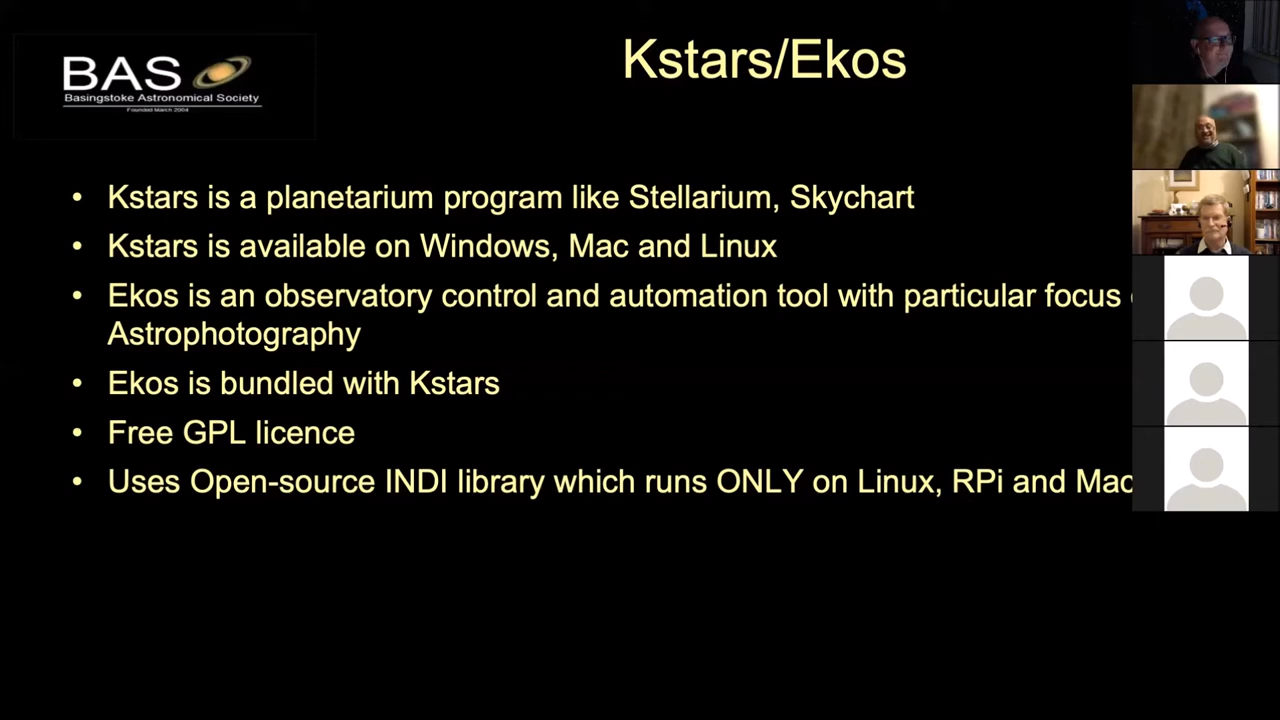 BAS
Basingstoke Astronomical Society
Founded March 2004
Kstars/Ekos
• Kstars is a planetarium program like Stellarium, Skychart
• Kstars is available on Windows, Mac and Linux
• Ekos is an observatory control and automation tool with particular focus
Astrophotography
• Ekos is bundled with Kstars
• Free GPL licence
• Uses Open-source INDI library which runs ONLY on Linux, RPi and Mac